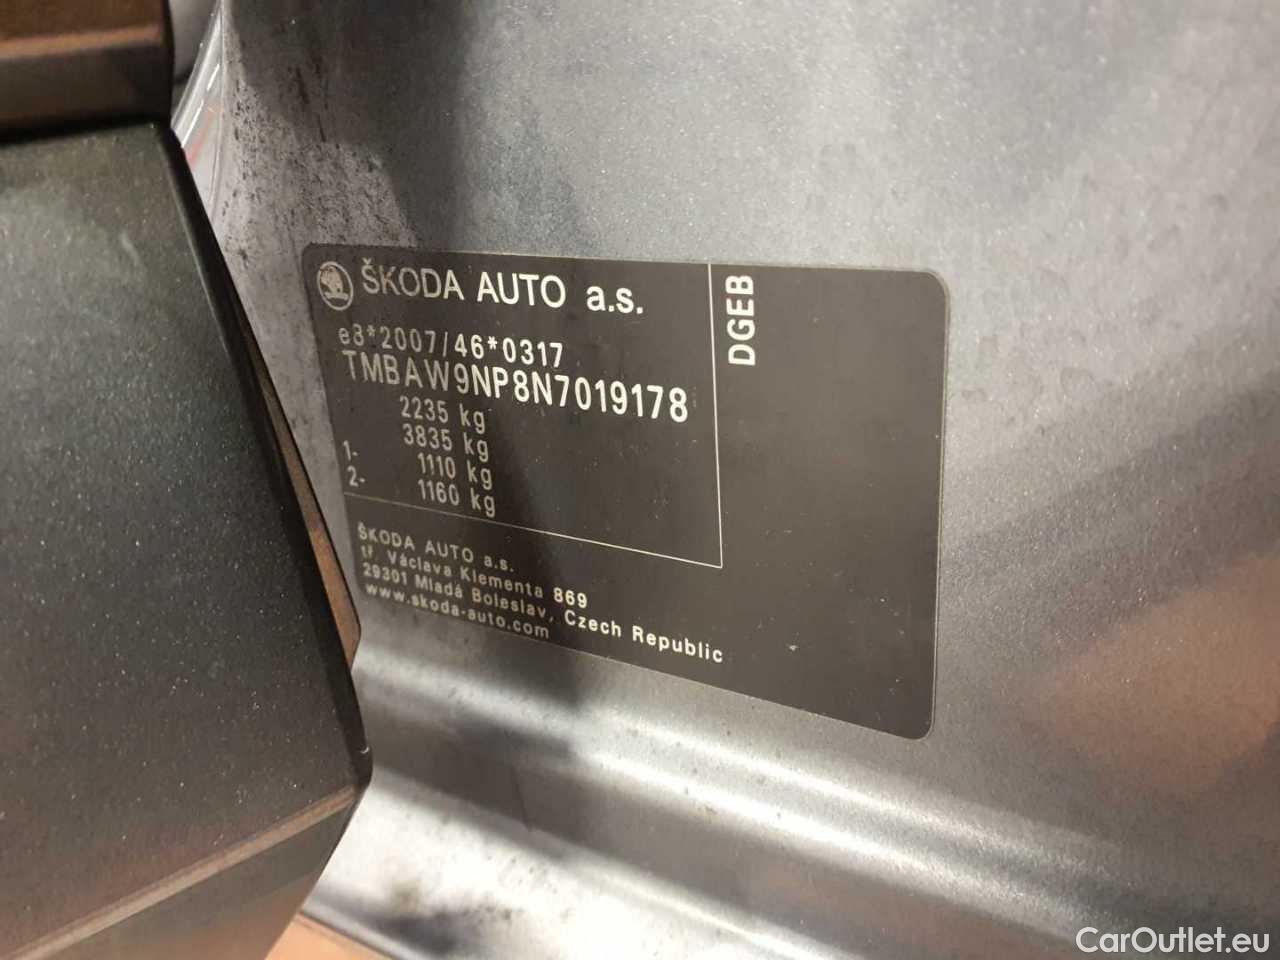 ŠKODA AUTO a.s.
e8*2007/46*0317
TMBAW9NP8N7019178
2235 kg
3835 kg
1- 1110 kg
2- 1160 kg
DGEB
ŠKODA AUTO a.s.
tř. Václava Klementa 869
29301 Mladá Boleslav, Czech Republic
www.skoda-auto.com
CarOutlet.eu